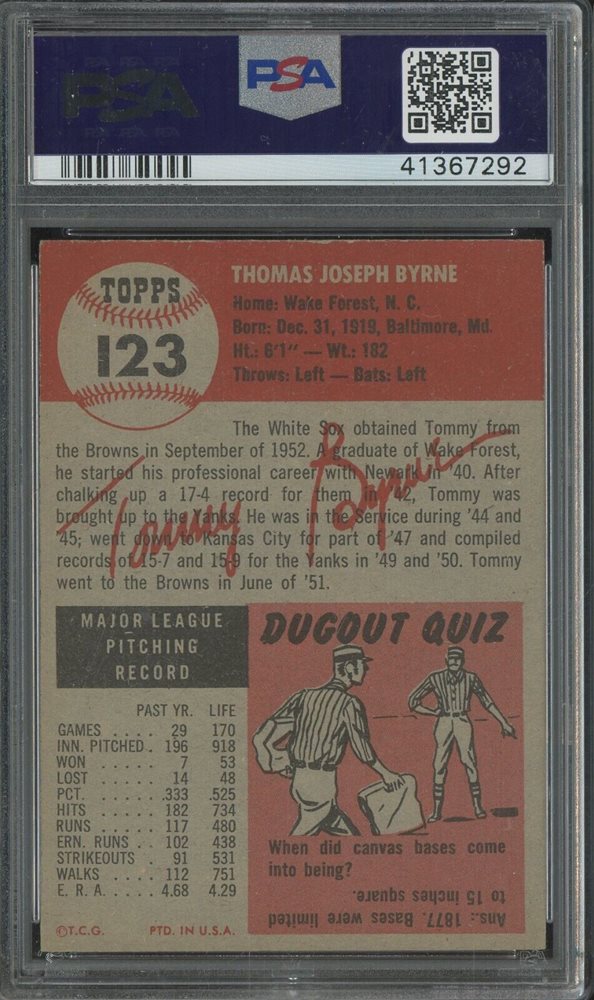 PSA
PSA
41367292
TOPPS
123
THOMAS JOSEPH BYRNE
Home: Wake Forest, N. C.
Born: Dec. 31, 1919, Baltimore, Md.
Ht.: 6'1" — Wt.: 182
Throws: Left — Bats: Left
The White Sox obtained Tommy from
the Browns in September of 1952. A graduate of Wake Forest,
he started his professional career with Newark in '40. After
chalking up a 17-4 record for them in '42, Tommy was
brought up to the Yanks. He was in the Service during '44 and
'45; went down to Kansas City for part of '47 and compiled
records of 15-7 and 15-9 for the Yanks in '49 and '50. Tommy
went to the Browns in June of '51.
Tommy Byrne
MAJOR LEAGUE
PITCHING
RECORD
PAST YR. LIFE
GAMES . . . . 29 170
INN. PITCHED. 196 918
WON . . . . . 7 53
LOST . . . . . 14 48
PCT. . . . . . .333 .525
HITS . . . . . 182 734
RUNS . . . . . 117 480
ERN. RUNS . . 102 438
STRIKEOUTS . 91 531
WALKS . . . . 112 751
E. R. A. . . . . 4.68 4.29
©T.C.G. PTD. IN U.S.A.
DUGOUT QUIZ
When did canvas bases come
into being?
Ans.: 1877. Bases were limited
to 15 inches square.